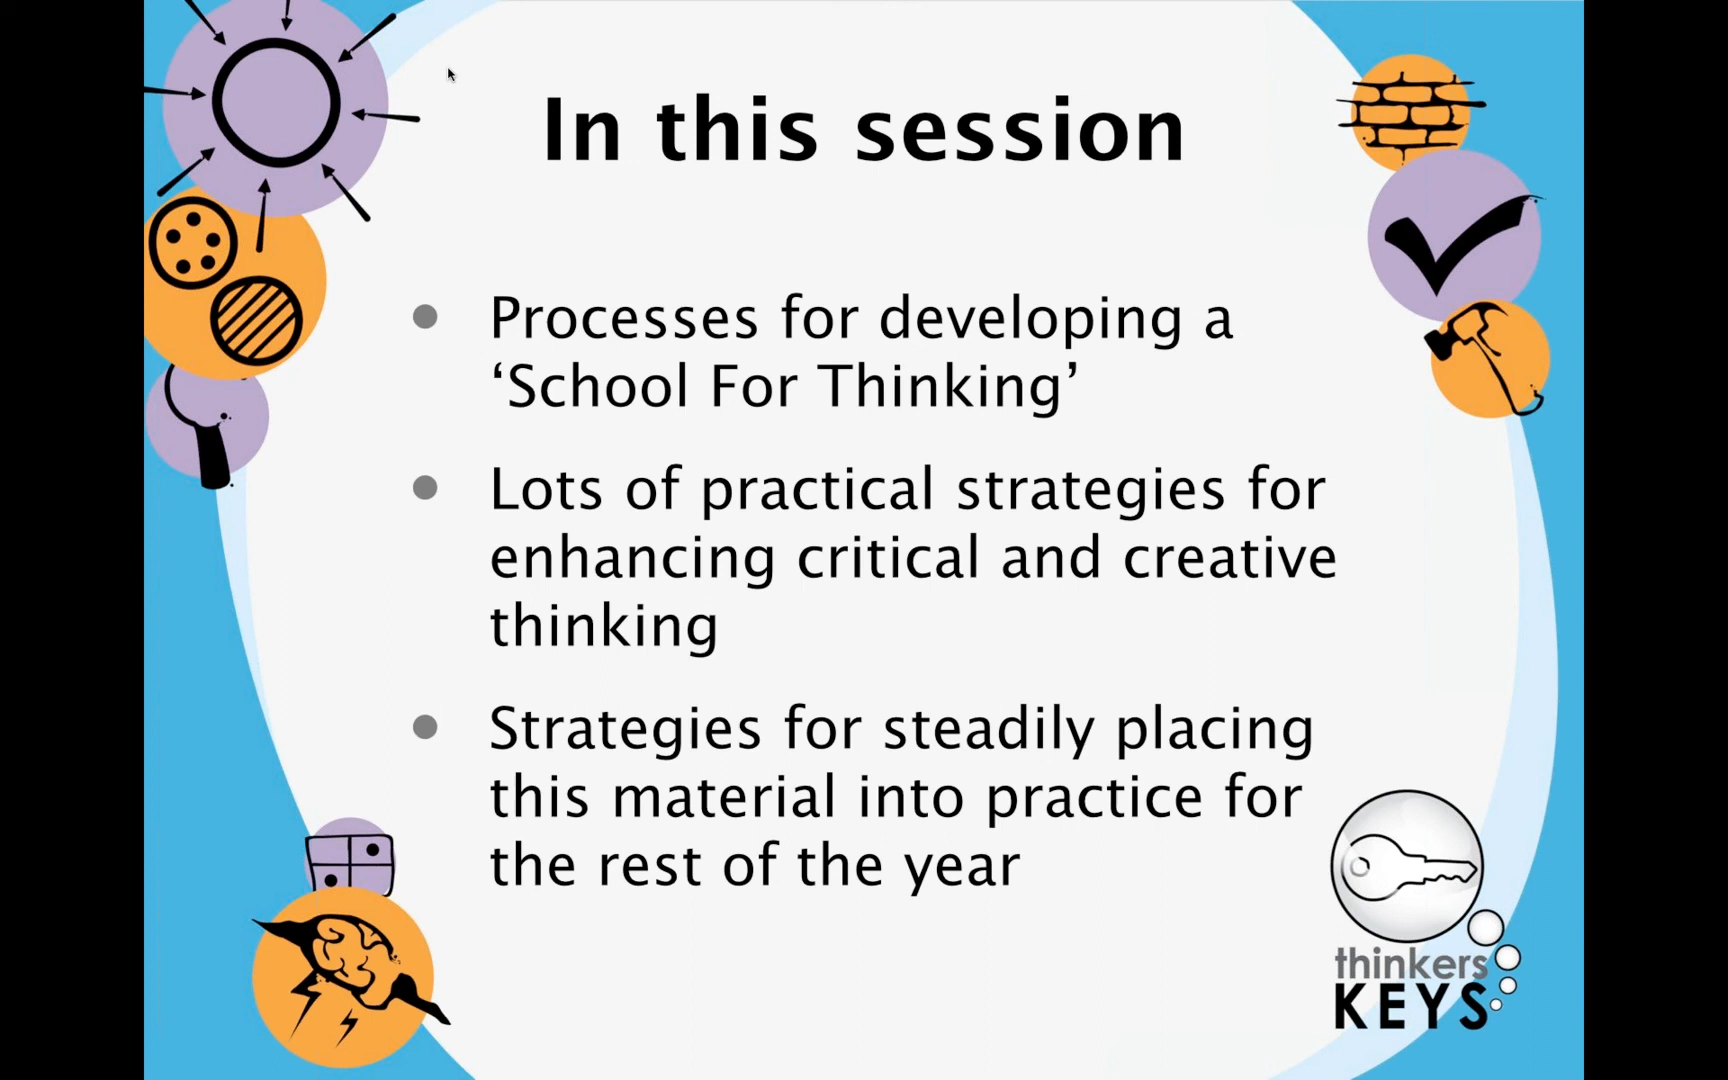 In this session
• Processes for developing a
‘School For Thinking’
• Lots of practical strategies for
enhancing critical and creative
thinking
• Strategies for steadily placing
this material into practice for
the rest of the year
thinkers
KEYS